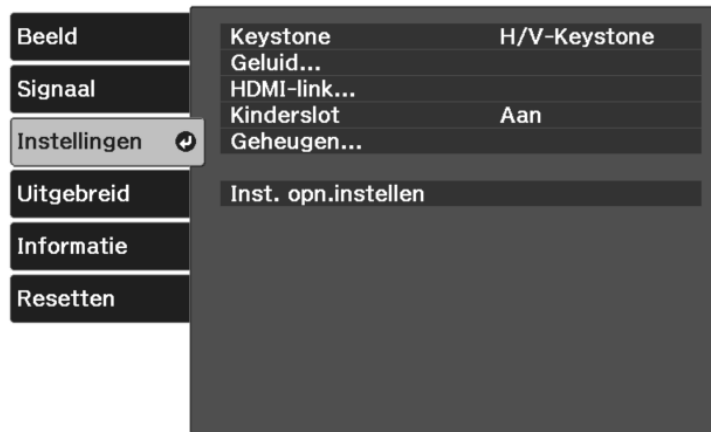 Beeld
Signaal
Instellingen
Uitgebreid
Informatie
Resetten
Keystone H/V-Keystone
Geluid...
HDMI-link...
Kinderslot Aan
Geheugen...
Inst. opn.instellen